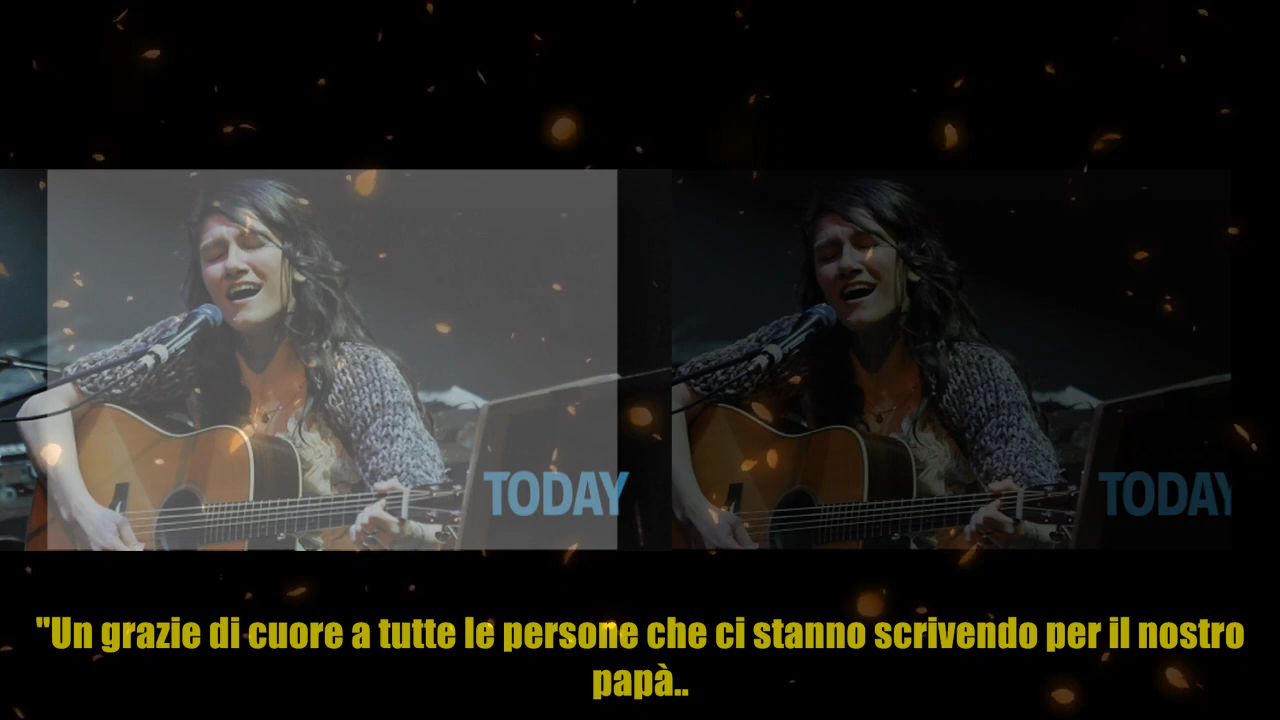 TODAY
TODAY
"Un grazie di cuore a tutte le persone che ci stanno scrivendo per il nostro
papà..